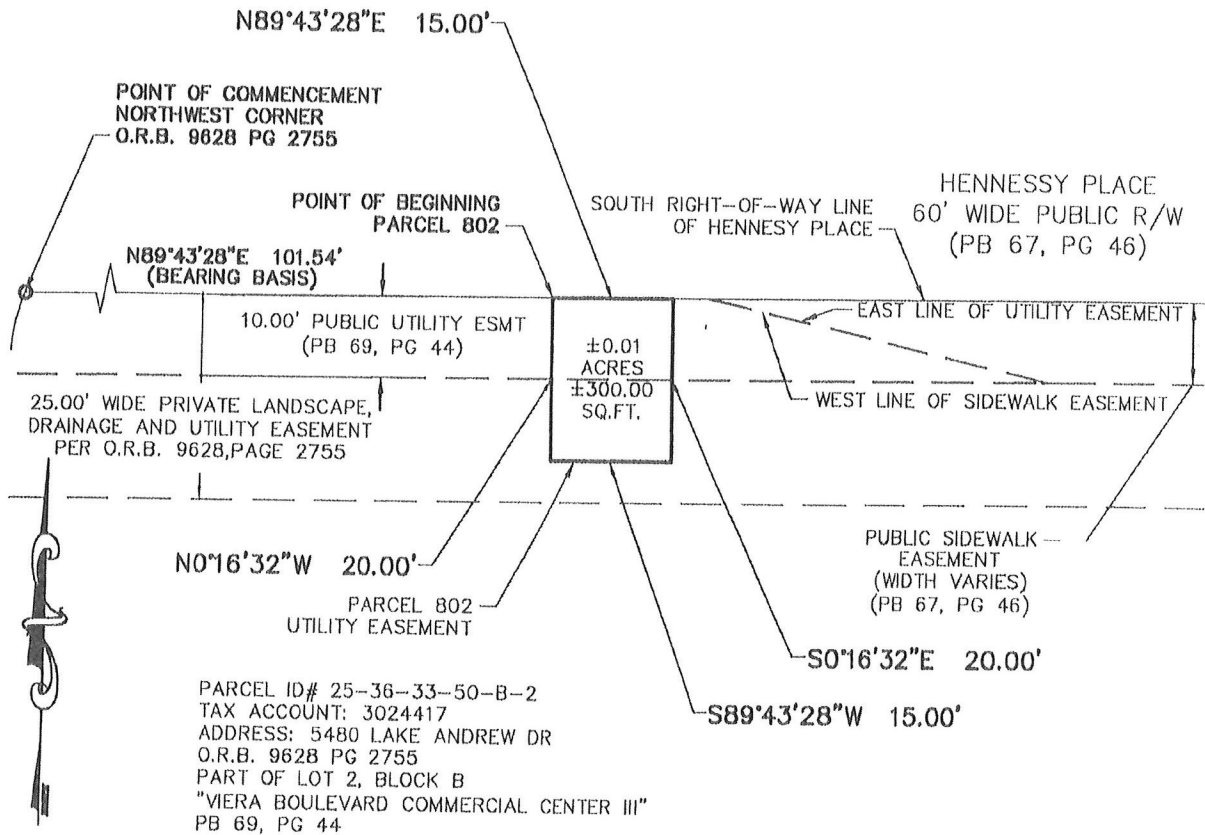 N89°43'28"E 15.00'
POINT OF COMMENCEMENT
NORTHWEST CORNER
O.R.B. 9628 PG 2755
POINT OF BEGINNING
PARCEL 802
SOUTH RIGHT-OF-WAY LINE
OF HENNESY PLACE
HENNESSY PLACE
60' WIDE PUBLIC R/W
(PB 67, PG 46)
N89°43'28"E 101.54'
(BEARING BASIS)
10.00' PUBLIC UTILITY ESMT
(PB 69, PG 44)
±0.01
ACRES
±300.00
SQ.FT.
EAST LINE OF UTILITY EASEMENT
WEST LINE OF SIDEWALK EASEMENT
25.00' WIDE PRIVATE LANDSCAPE,
DRAINAGE AND UTILITY EASEMENT
PER O.R.B. 9628,PAGE 2755
N0°16'32"W 20.00'
PARCEL 802
UTILITY EASEMENT
PUBLIC SIDEWALK
EASEMENT
(WIDTH VARIES)
(PB 67, PG 46)
S0°16'32"E 20.00'
S89°43'28"W 15.00'
PARCEL ID# 25-36-33-50-B-2
TAX ACCOUNT: 3024417
ADDRESS: 5480 LAKE ANDREW DR
O.R.B. 9628 PG 2755
PART OF LOT 2, BLOCK B
"VIERA BOULEVARD COMMERCIAL CENTER III"
PB 69, PG 44